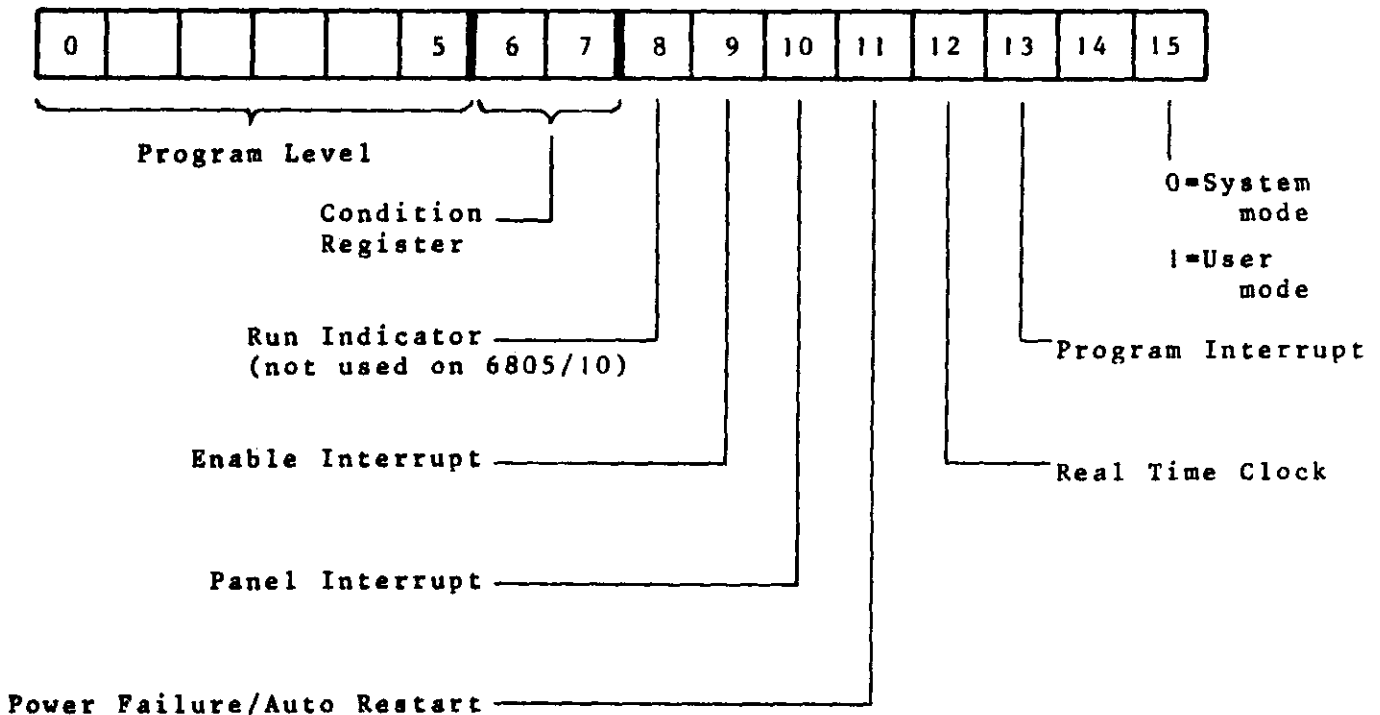 0 5 6 7 8 9 10 11 12 13 14 15
Program Level
Condition
Register
0=System
mode
1=User
mode
Run Indicator
(not used on 6805/10)
Program Interrupt
Enable Interrupt
Real Time Clock
Panel Interrupt
Power Failure/Auto Restart